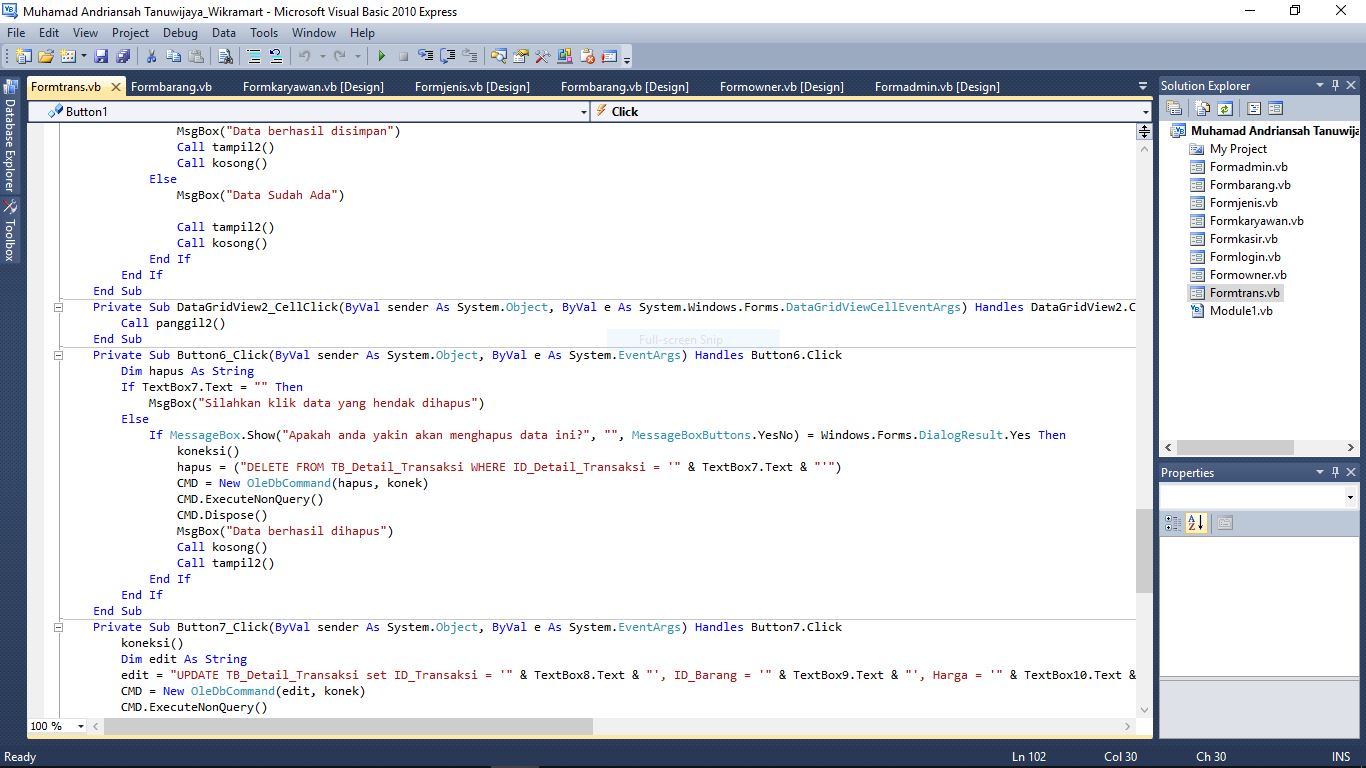 Muhamad Andriansah Tanuwijaya_Wikramart - Microsoft Visual Basic 2010 Express
File Edit View Project Debug Data Tools Window Help
Formtrans.vb Formbarang.vb Formkaryawan.vb [Design] Formjenis.vb [Design] Formbarang.vb [Design] Formowner.vb [Design] Formadmin.vb [Design]
Button1 Click
Database Explorer
Toolbox
MsgBox("Data berhasil disimpan")
Call tampil2()
Call kosong()
Else
MsgBox("Data Sudah Ada")
Call tampil2()
Call kosong()
End If
End If
End Sub
Private Sub DataGridView2_CellClick(ByVal sender As System.Object, ByVal e As System.Windows.Forms.DataGridViewCellEventArgs) Handles DataGridView2.C
Call panggil2()
End Sub
Full-screen Snip
Private Sub Button6_Click(ByVal sender As System.Object, ByVal e As System.EventArgs) Handles Button6.Click
Dim hapus As String
If TextBox7.Text = "" Then
MsgBox("Silahkan klik data yang hendak dihapus")
Else
If MessageBox.Show("Apakah anda yakin akan menghapus data ini?", "", MessageBoxButtons.YesNo) = Windows.Forms.DialogResult.Yes Then
koneksi()
hapus = ("DELETE FROM TB_Detail_Transaksi WHERE ID_Detail_Transaksi = '" & TextBox7.Text & "'")
CMD = New OleDbCommand(hapus, konek)
CMD.ExecuteNonQuery()
CMD.Dispose()
MsgBox("Data berhasil dihapus")
Call kosong()
Call tampil2()
End If
End If
End Sub
Private Sub Button7_Click(ByVal sender As System.Object, ByVal e As System.EventArgs) Handles Button7.Click
koneksi()
Dim edit As String
edit = "UPDATE TB_Detail_Transaksi set ID_Transaksi = '" & TextBox8.Text & "', ID_Barang = '" & TextBox9.Text & "', Harga = '" & TextBox10.Text &
CMD = New OleDbCommand(edit, konek)
CMD.ExecuteNonQuery()
100 %
Solution Explorer
Muhamad Andriansah Tanuwija
My Project
Formadmin.vb
Formbarang.vb
Formjenis.vb
Formkaryawan.vb
Formkasir.vb
Formlogin.vb
Formowner.vb
Formtrans.vb
Module1.vb
Properties
Ready Ln 102 Col 30 Ch 30 INS